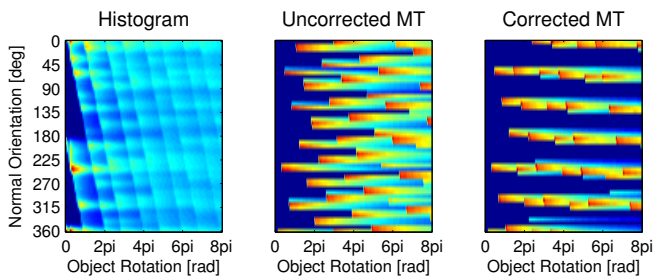 Histogram
Uncorrected MT
Corrected MT
Normal Orientation [deg]
0
45
90
135
180
225
270
315
360
0 2pi 4pi 6pi 8pi
0 2pi 4pi 6pi 8pi
0 2pi 4pi 6pi 8pi
Object Rotation [rad]
Object Rotation [rad]
Object Rotation [rad]